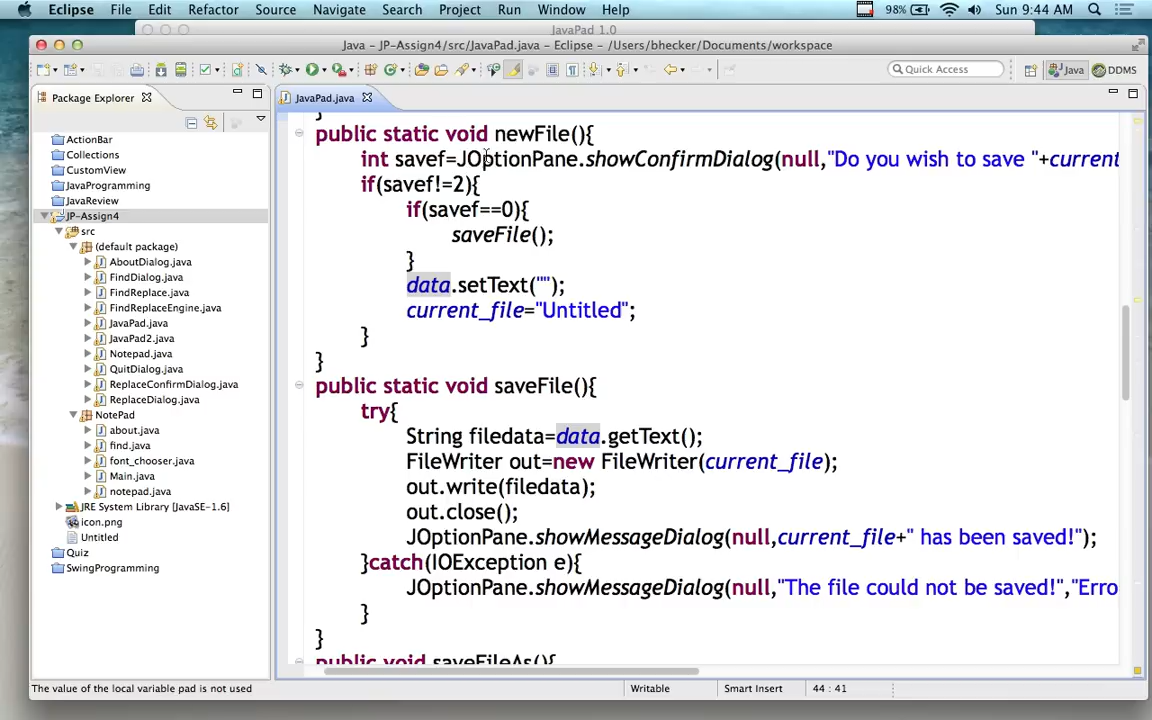 Eclipse File Edit Refactor Source Navigate Search Project Run Window Help 98% Sun 9:44 AM
JavaPad 1.0
Java - JP-Assign4/src/JavaPad.java - Eclipse - /Users/bhecker/Documents/workspace
Quick Access Java DDMS
Package Explorer
JavaPad.java
ActionBar
Collections
CustomView
JavaProgramming
JavaReview
JP-Assign4
src
(default package)
AboutDialog.java
FindDialog.java
FindReplace.java
FindReplaceEngine.java
JavaPad.java
JavaPad2.java
Notepad.java
QuitDialog.java
ReplaceConfirmDialog.java
ReplaceDialog.java
NotePad
about.java
find.java
font_chooser.java
Main.java
notepad.java
JRE System Library [JavaSE-1.6]
icon.png
Untitled
Quiz
SwingProgramming
}
public static void newFile(){
int savef=JOptionPane.showConfirmDialog(null,"Do you wish to save "+current
if(savef!=2){
if(savef==0){
saveFile();
}
data.setText("");
current_file="Untitled";
}
}
public static void saveFile(){
try{
String filedata=data.getText();
FileWriter out=new FileWriter(current_file);
out.write(filedata);
out.close();
JOptionPane.showMessageDialog(null,current_file+" has been saved!");
}catch(IOException e){
JOptionPane.showMessageDialog(null,"The file could not be saved!","Erro
}
}
public void saveFileAs(){
The value of the local variable pad is not used Writable Smart Insert 44 : 41